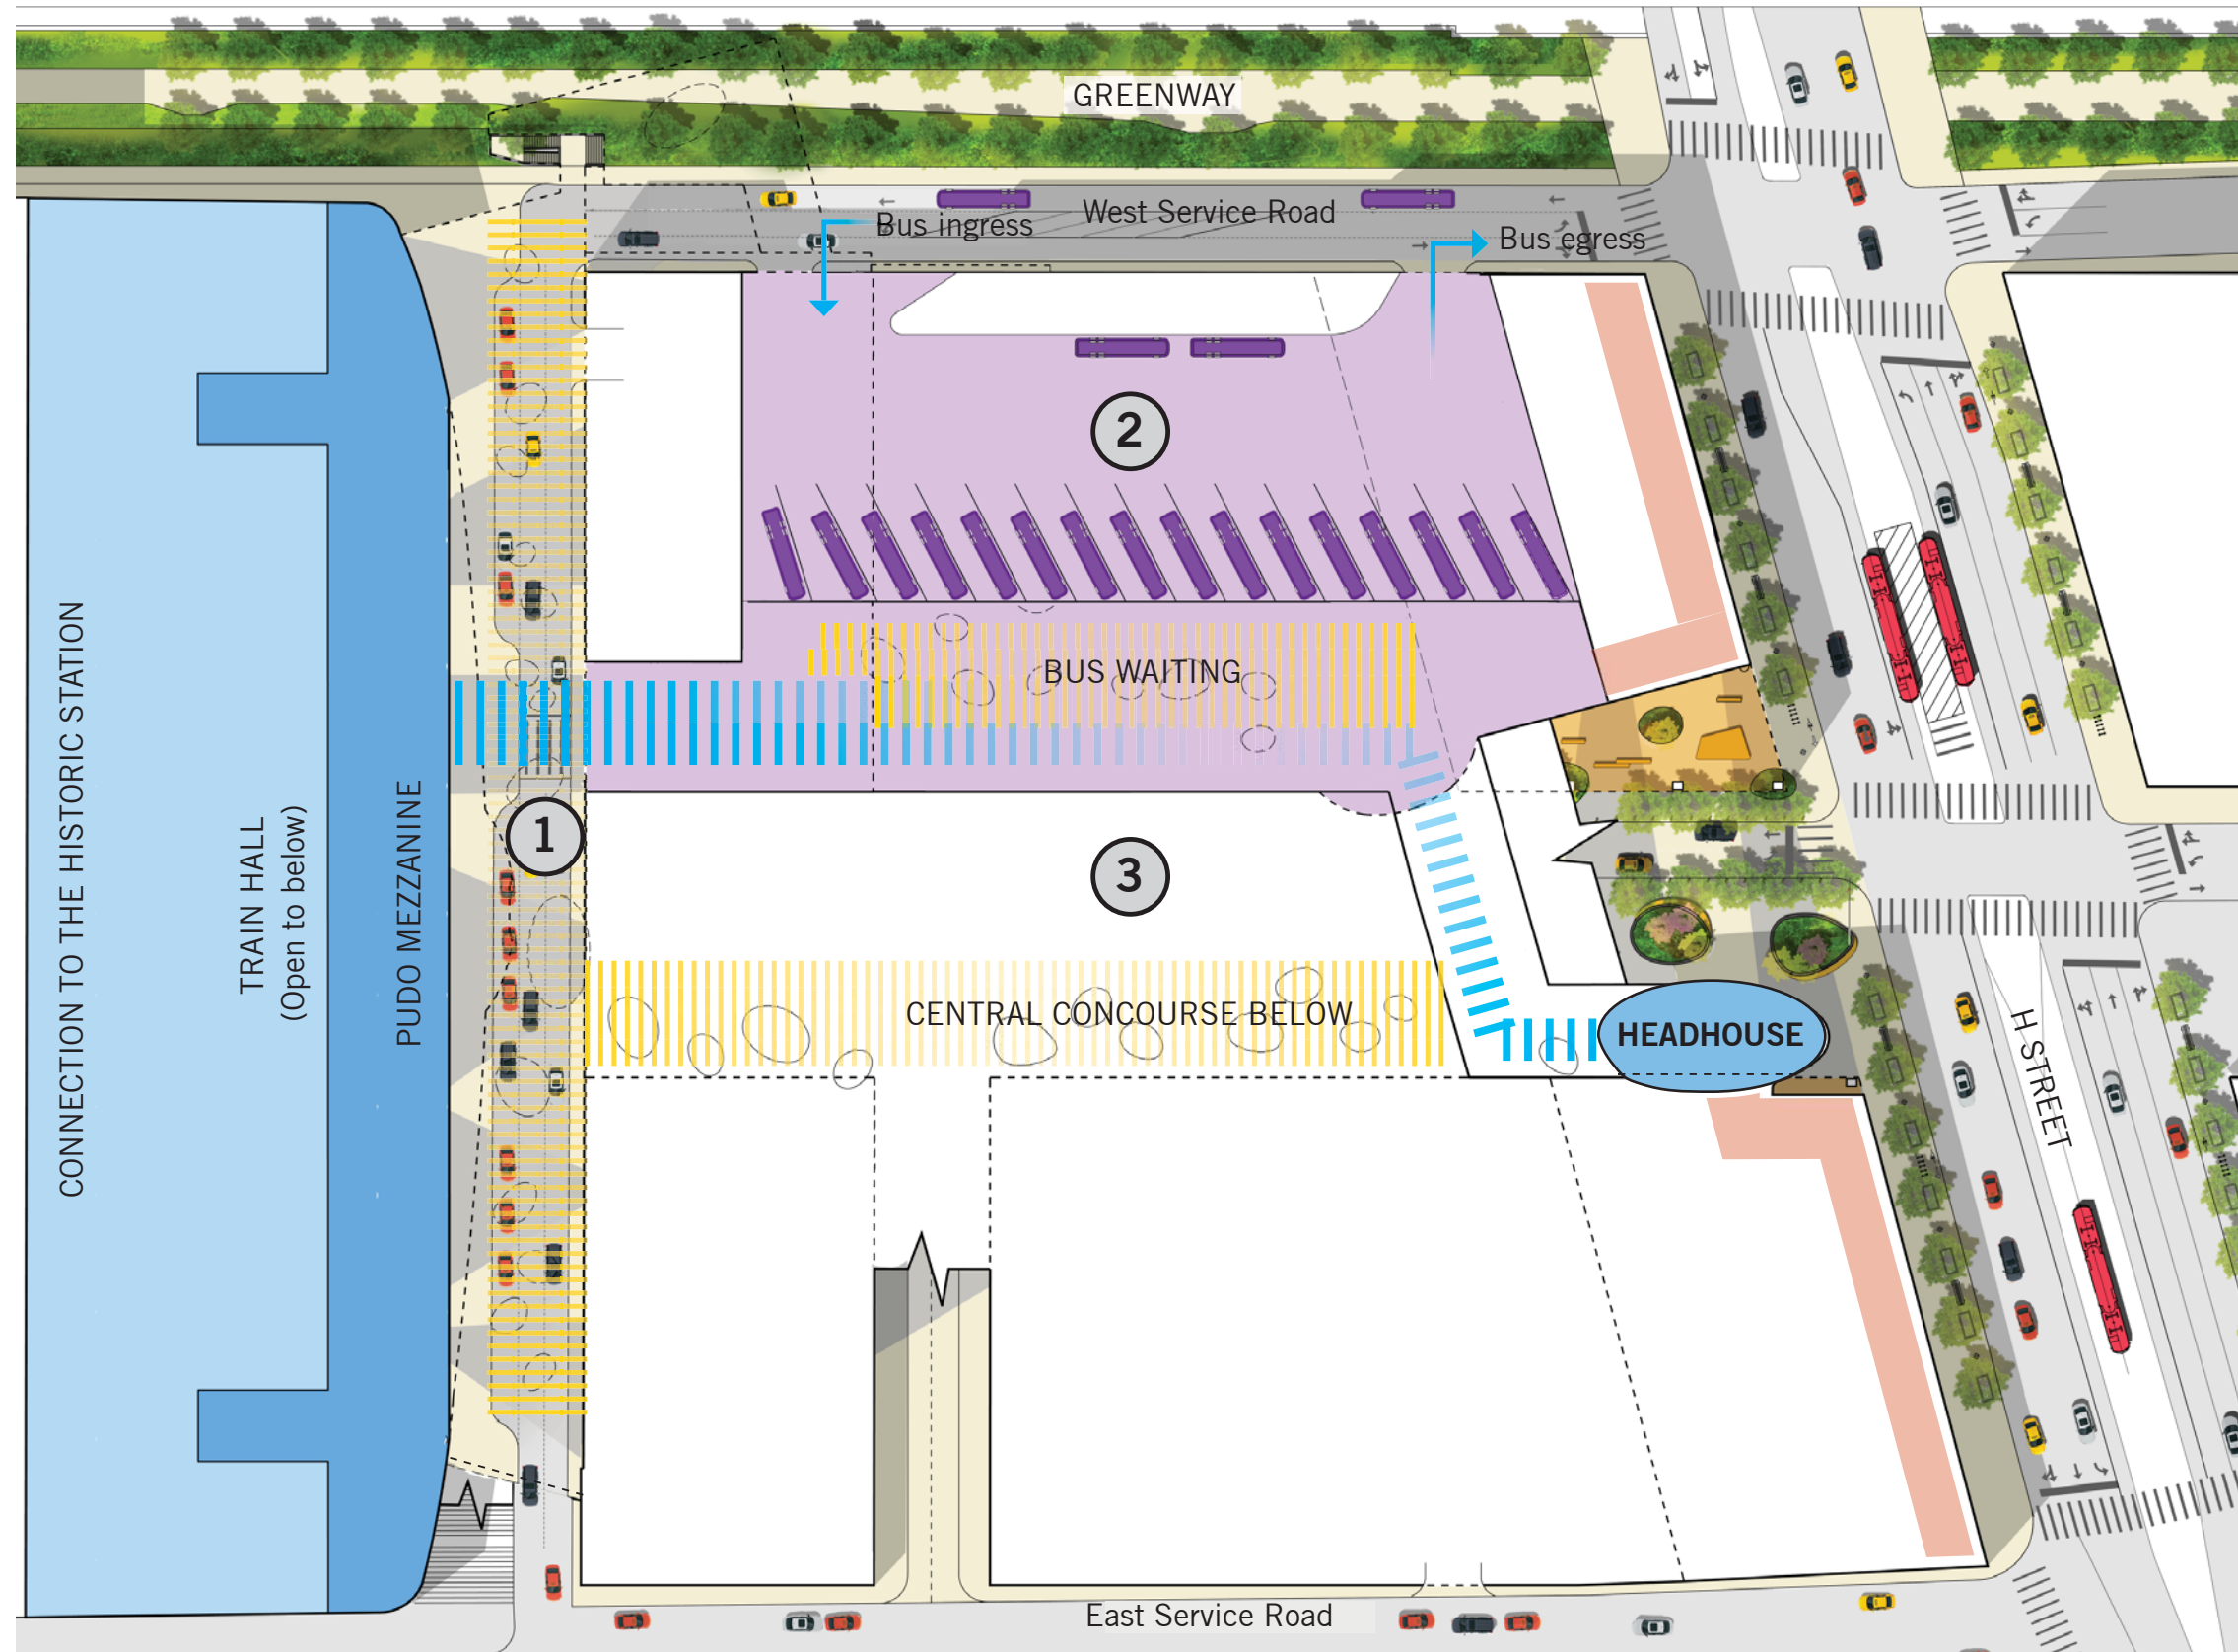 GREENWAY
West Service Road
Bus ingress
Bus egress
2
BUS WAITING
CONNECTION TO THE HISTORIC STATION
TRAIN HALL
(Open to below)
PUDO MEZZANINE
1
3
CENTRAL CONCOURSE BELOW
HEADHOUSE
H STREET
East Service Road